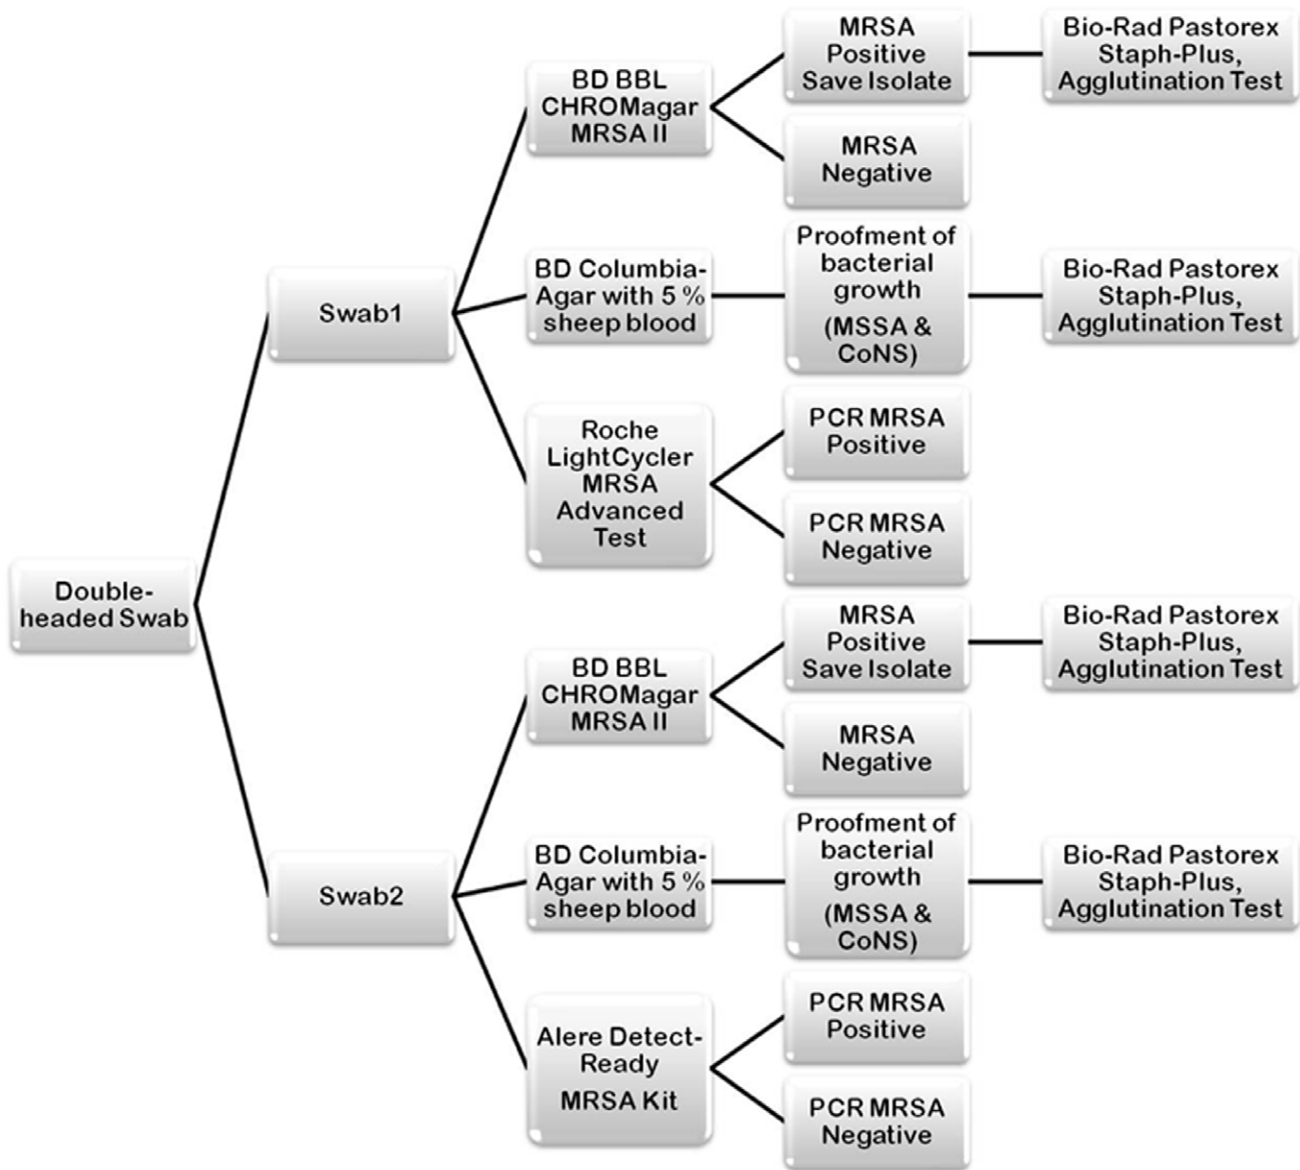 Double-
headed Swab
Swab1
BD BBL
CHROMagar
MRSA II
MRSA
Positive
Save Isolate
Bio-Rad Pastorex
Staph-Plus,
Agglutination Test
MRSA
Negative
BD Columbia-
Agar with 5 %
sheep blood
Proofment of
bacterial
growth
(MSSA &
CoNS)
Bio-Rad Pastorex
Staph-Plus,
Agglutination Test
Roche
LightCycler
MRSA
Advanced
Test
PCR MRSA
Positive
PCR MRSA
Negative
Swab2
BD BBL
CHROMagar
MRSA II
MRSA
Positive
Save Isolate
Bio-Rad Pastorex
Staph-Plus,
Agglutination Test
MRSA
Negative
BD Columbia-
Agar with 5 %
sheep blood
Proofment of
bacterial
growth
(MSSA &
CoNS)
Bio-Rad Pastorex
Staph-Plus,
Agglutination Test
Alere Detect-
Ready
MRSA Kit
PCR MRSA
Positive
PCR MRSA
Negative